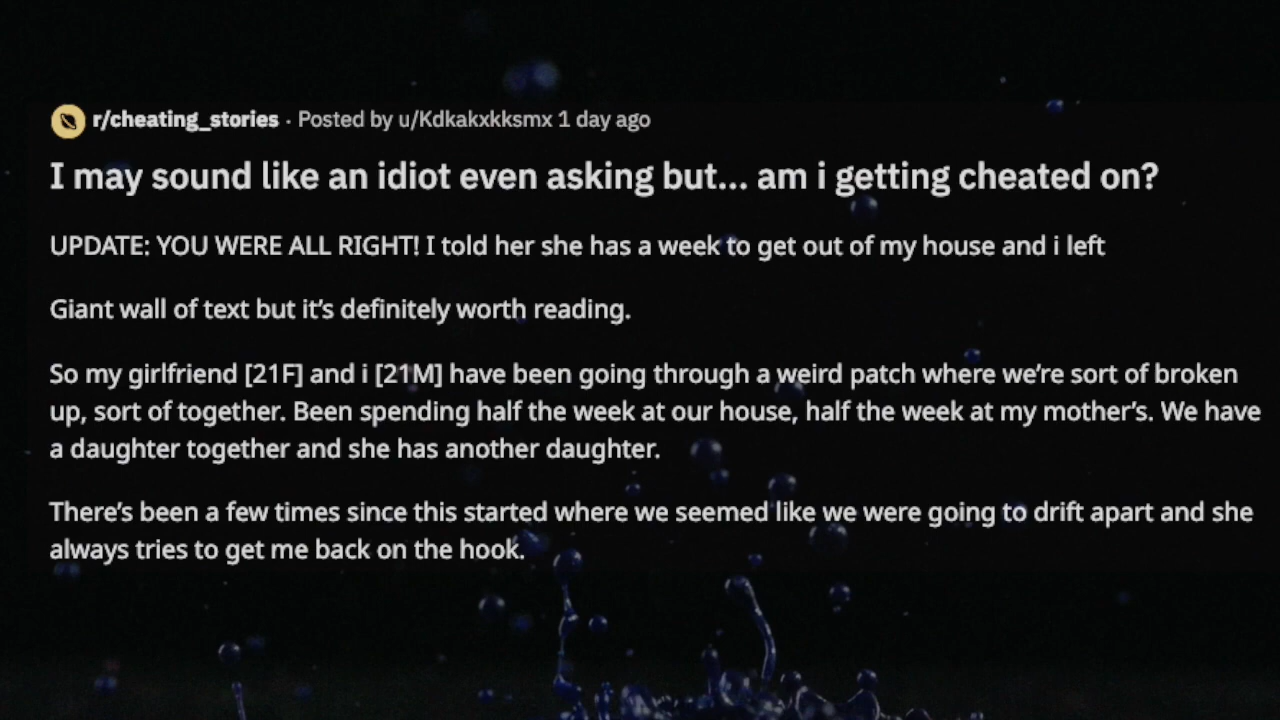 r/cheating_stories · Posted by u/Kdkakxkksmx 1 day ago
I may sound like an idiot even asking but... am i getting cheated on?
UPDATE: YOU WERE ALL RIGHT! I told her she has a week to get out of my house and i left
Giant wall of text but it’s definitely worth reading.
So my girlfriend [21F] and i [21M] have been going through a weird patch where we’re sort of broken
up, sort of together. Been spending half the week at our house, half the week at my mother’s. We have
a daughter together and she has another daughter.
There’s been a few times since this started where we seemed like we were going to drift apart and she
always tries to get me back on the hook.